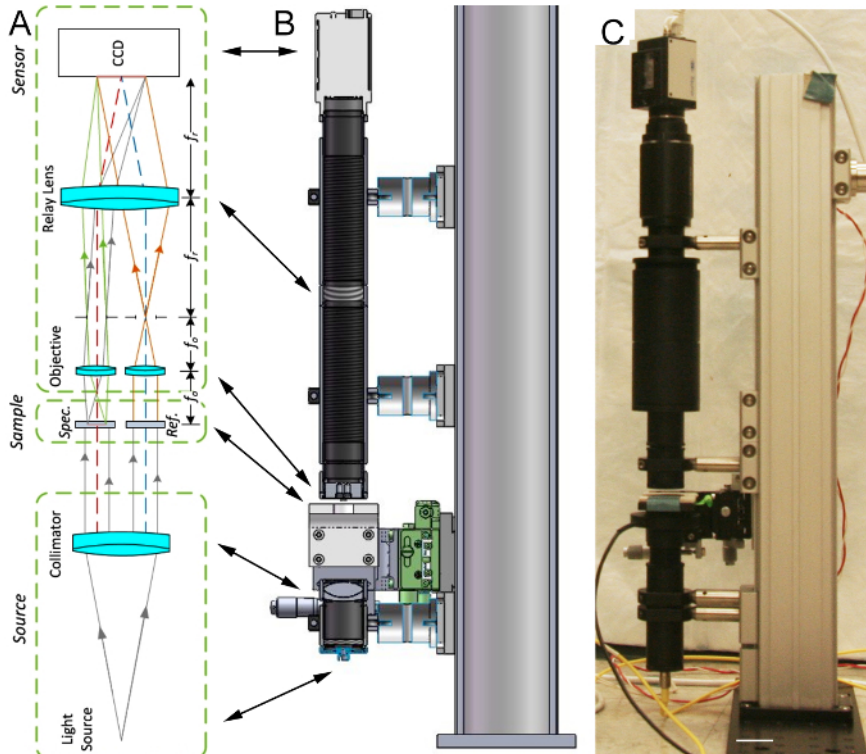 A
B
C
CCD
Sensor
fr
Relay Lens
fr
Objective
fo
fo
Sample
Spec.
Ref.
Collimator
Source
Light
Source